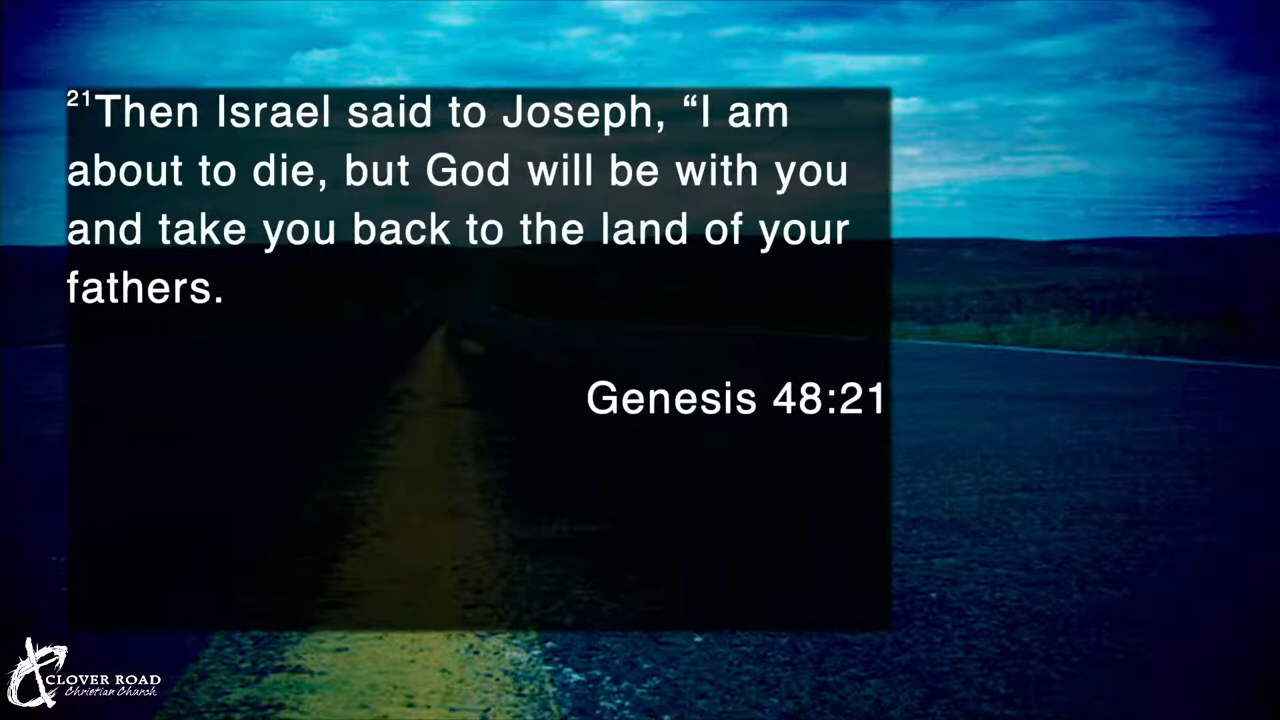 21Then Israel said to Joseph, “I am
about to die, but God will be with you
and take you back to the land of your
fathers.
Genesis 48:21
CLOVER ROAD
Christian Church